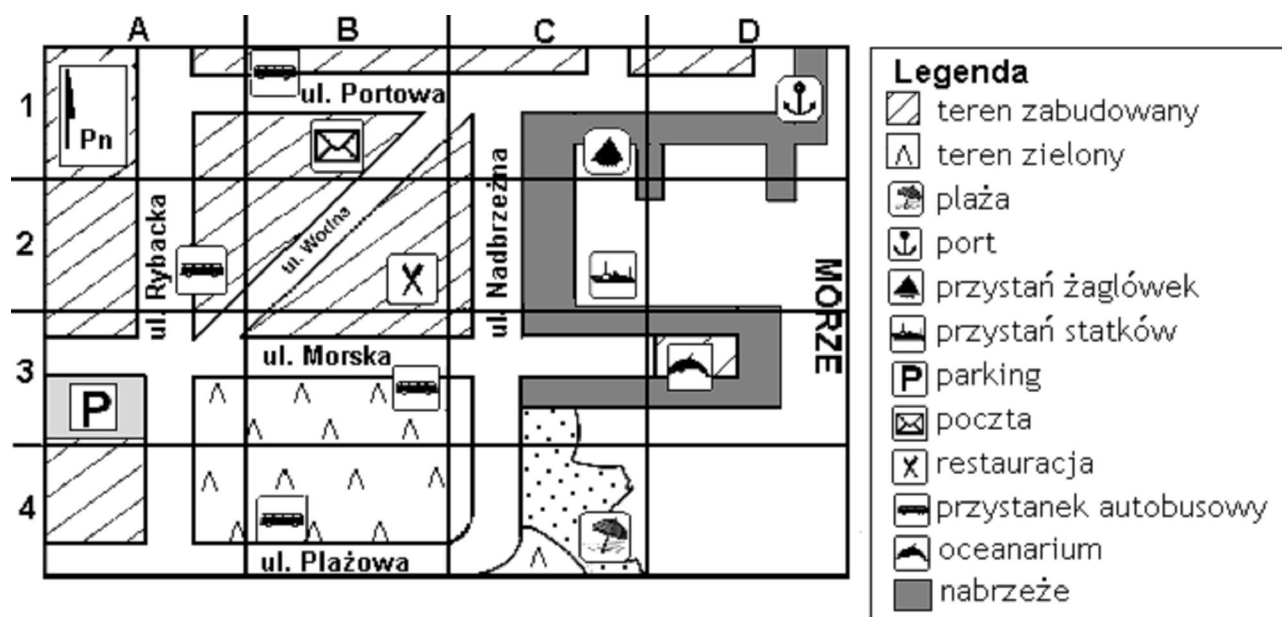 A B C D
1
2
3
4
Pn
ul. Portowa
ul. Rybacka
ul. Wodna
ul. Nadbrzeżna
MORZE
ul. Morska
P
ul. Plażowa
Legenda
teren zabudowany
teren zielony
plaża
port
przystań żaglówek
przystań statków
P parking
poczta
restauracja
przystanek autobusowy
oceanarium
nabrzeże